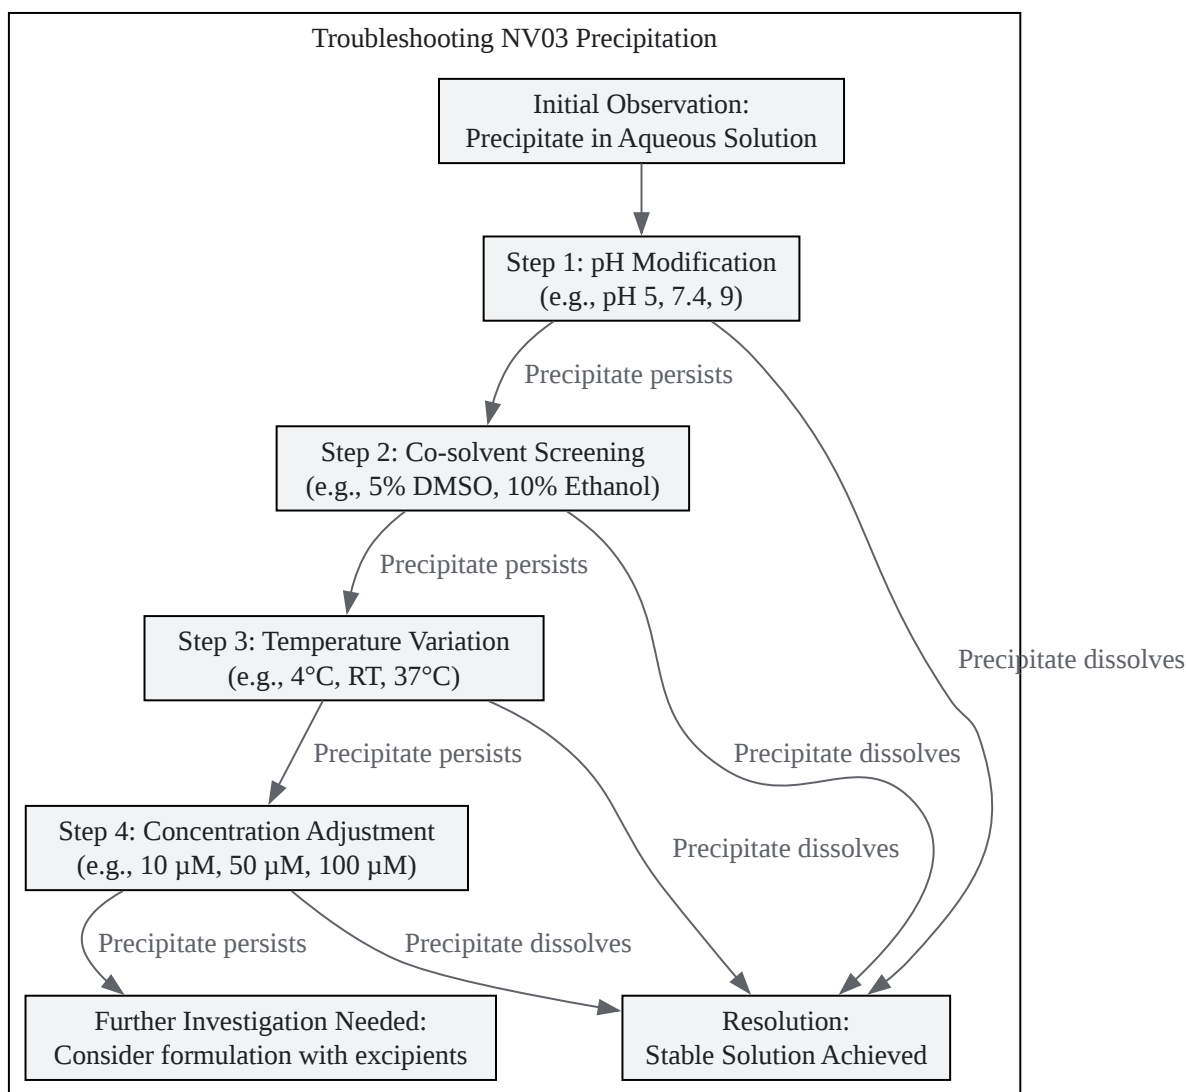 Troubleshooting NV03 Precipitation
Initial Observation:
Precipitate in Aqueous Solution
Step 1: pH Modification
(e.g., pH 5, 7.4, 9)
Precipitate persists
Step 2: Co-solvent Screening
(e.g., 5% DMSO, 10% Ethanol)
Precipitate persists
Step 3: Temperature Variation
(e.g., 4°C, RT, 37°C)
Precipitate dissolves
Precipitate persists
Precipitate dissolves
Step 4: Concentration Adjustment
(e.g., 10 µM, 50 µM, 100 µM)
Precipitate dissolves
Precipitate persists
Precipitate dissolves
Further Investigation Needed:
Consider formulation with excipients
Resolution:
Stable Solution Achieved